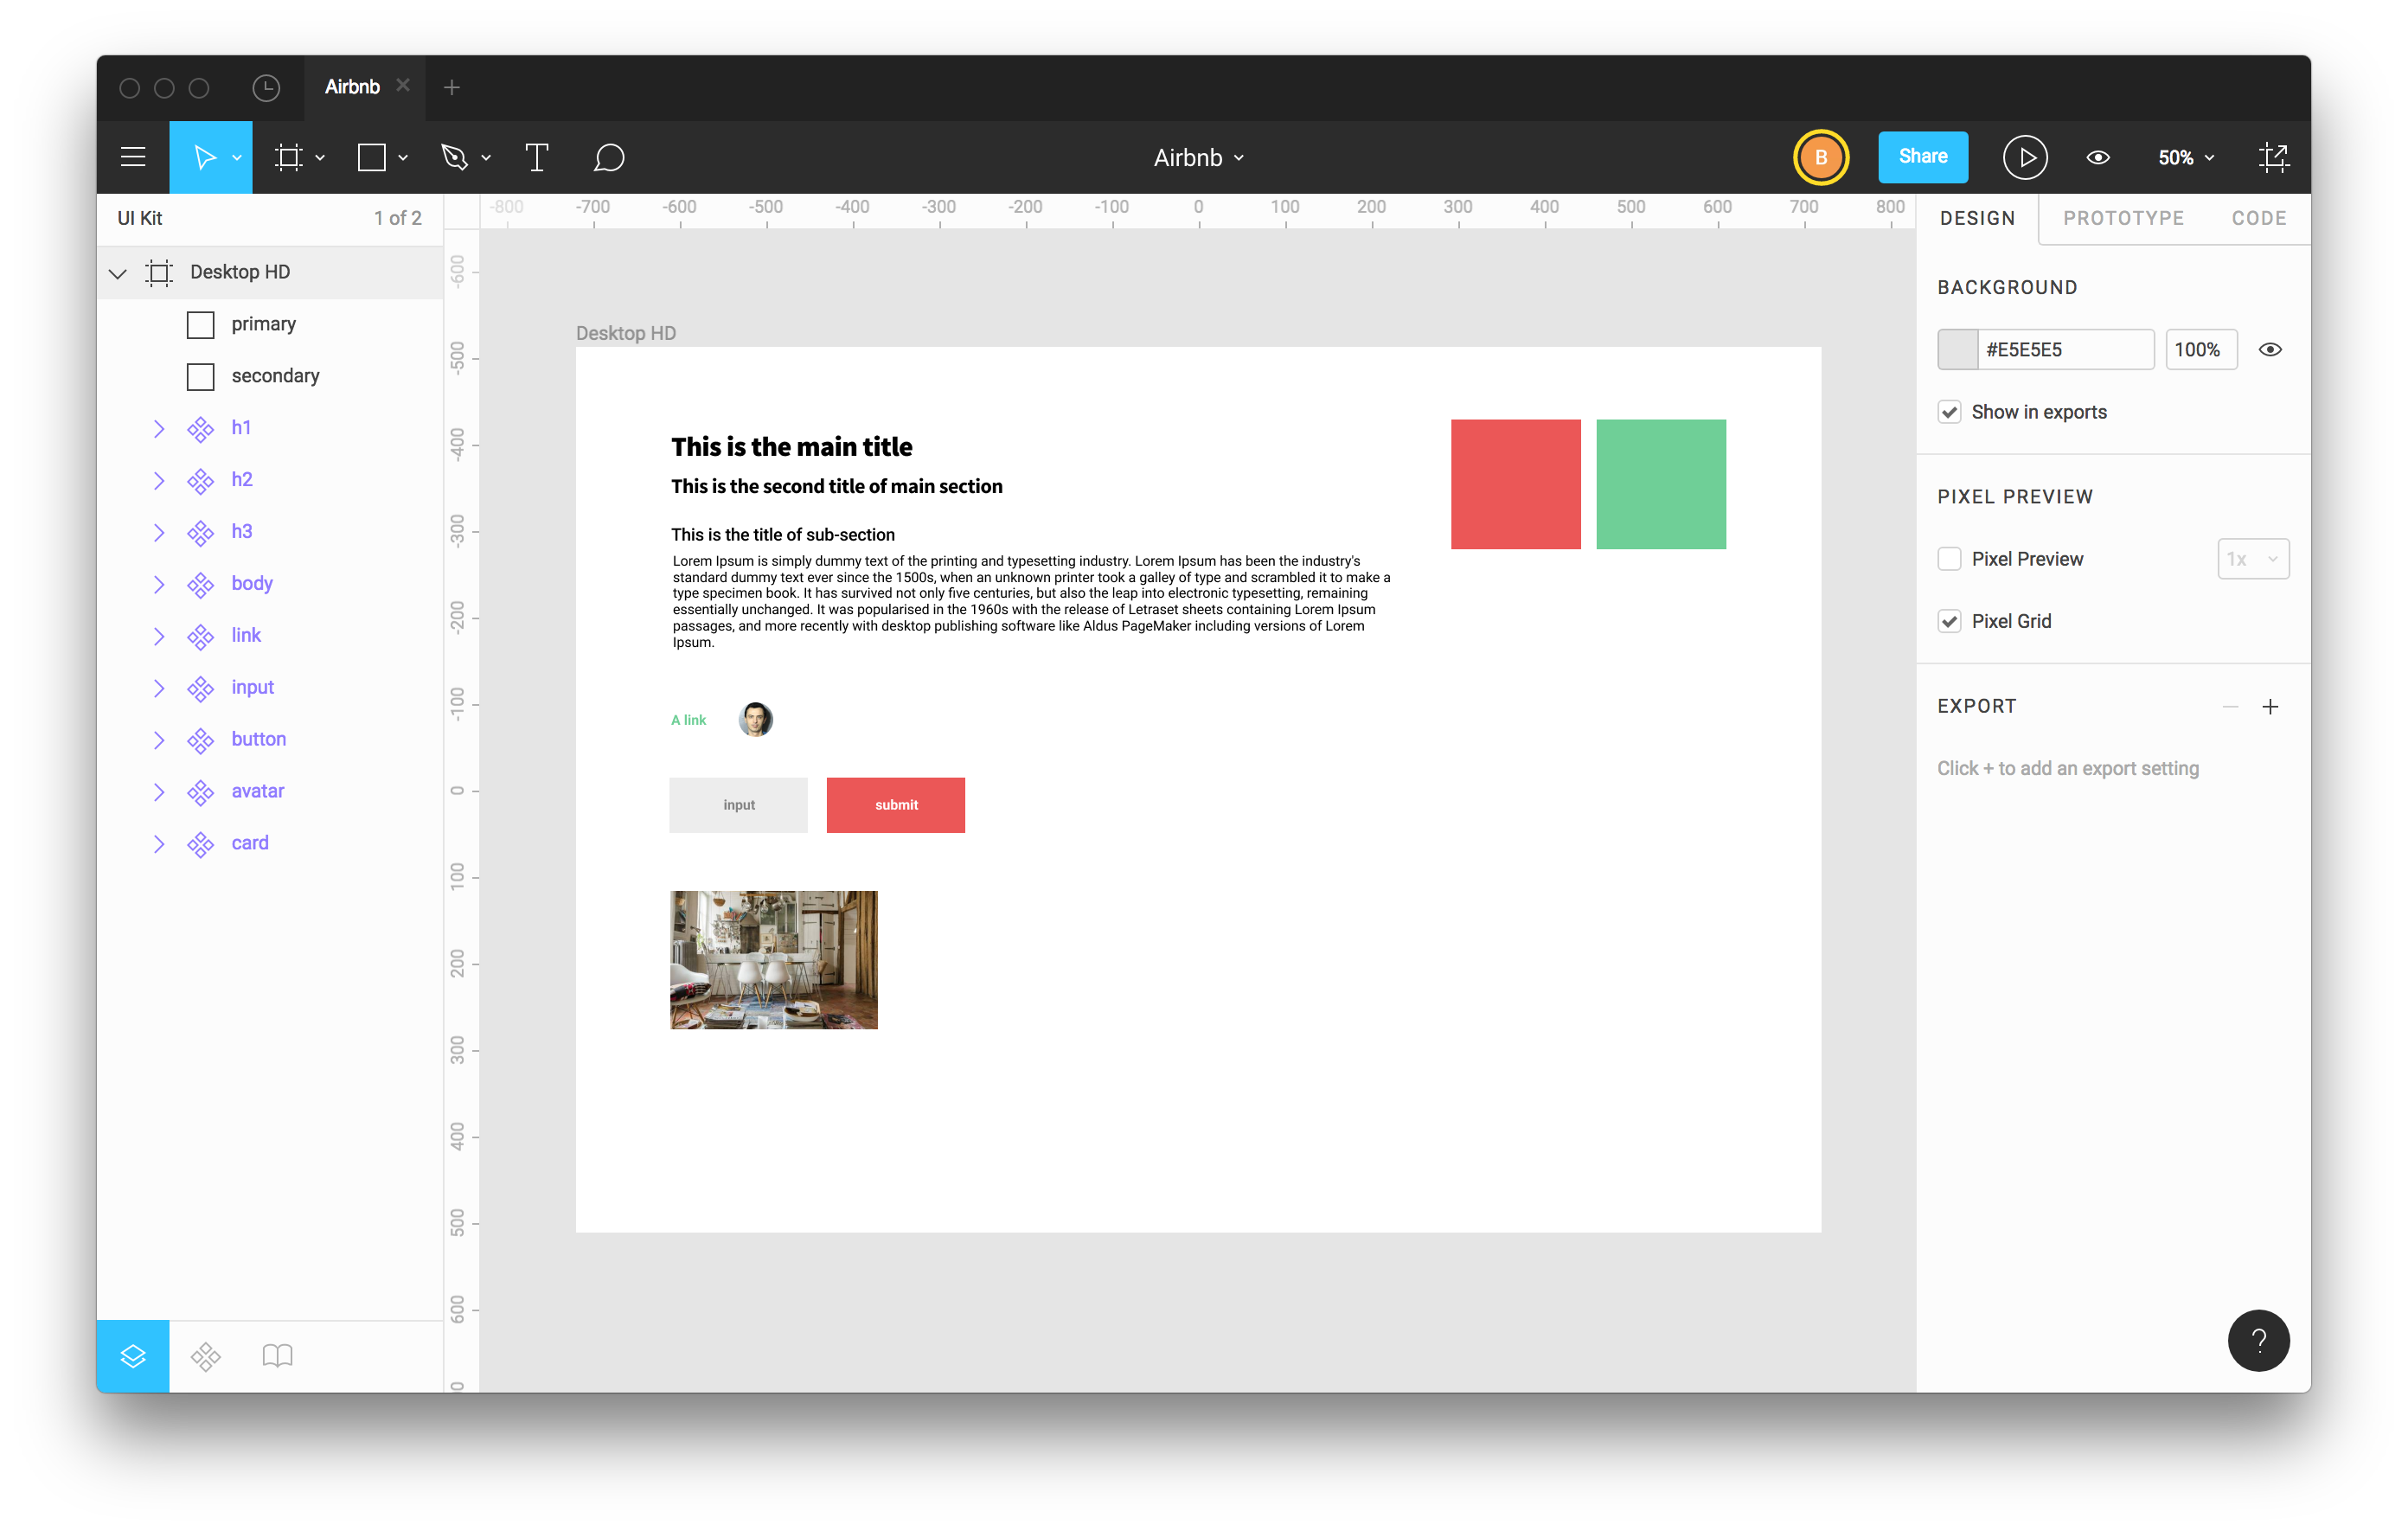 Airbnb
Airbnb
B
Share
50%
UI Kit
1 of 2
-800 -700 -600 -500 -400 -300 -200 -100 0 100 200 300 400 500 600 700 800
DESIGN
PROTOTYPE
CODE
Desktop HD
primary
secondary
h1
h2
h3
body
link
input
button
avatar
card
-600
-500
-400
-300
-200
-100
0
100
200
300
400
500
600
Desktop HD
This is the main title
This is the second title of main section
This is the title of sub-section
Lorem Ipsum is simply dummy text of the printing and typesetting industry. Lorem Ipsum has been the industry's
standard dummy text ever since the 1500s, when an unknown printer took a galley of type and scrambled it to make a
type specimen book. It has survived not only five centuries, but also the leap into electronic typesetting, remaining
essentially unchanged. It was popularised in the 1960s with the release of Letraset sheets containing Lorem Ipsum
passages, and more recently with desktop publishing software like Aldus PageMaker including versions of Lorem
Ipsum.
A link
input
submit
BACKGROUND
#E5E5E5
100%
Show in exports
PIXEL PREVIEW
Pixel Preview
1x
Pixel Grid
EXPORT
Click + to add an export setting
?